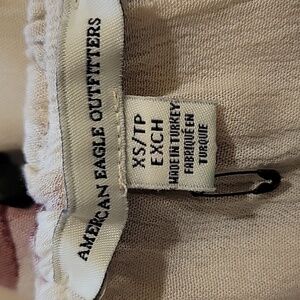 AMERICAN EAGLE OUTFITTERS
XS/TP
EXCH
MADE IN TURKEY
FABRIQUÉ EN
TURQUIE